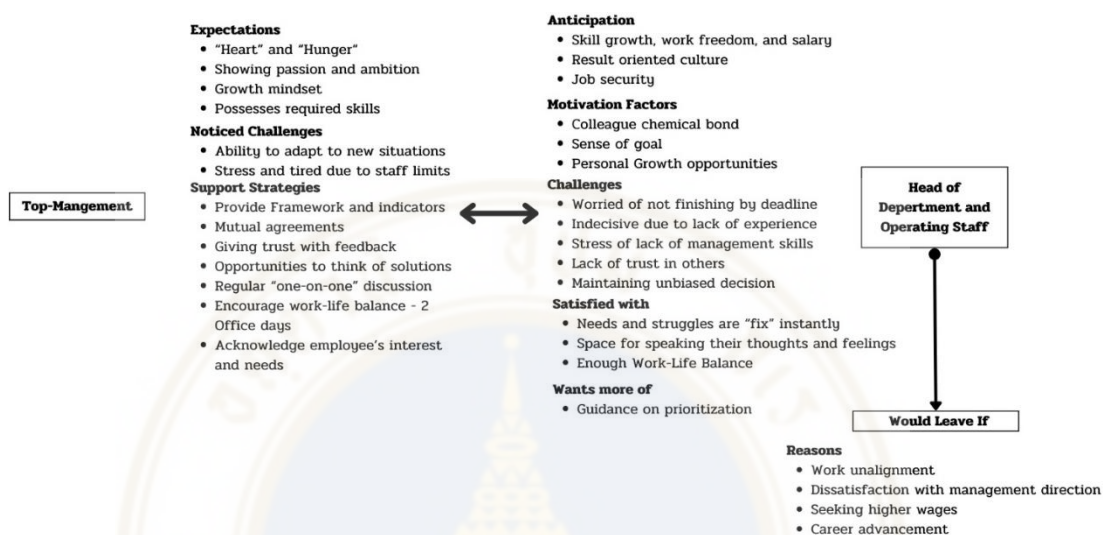 Top-Mangement
Expectations
• "Heart" and "Hunger"
• Showing passion and ambition
• Growth mindset
• Possesses required skills
Noticed Challenges
• Ability to adapt to new situations
• Stress and tired due to staff limits
Support Strategies
• Provide Framework and indicators
• Mutual agreements
• Giving trust with feedback
• Opportunities to think of solutions
• Regular "one-on-one" discussion
• Encourage work-life balance - 2
Office days
• Acknowledge employee's interest
and needs
Anticipation
• Skill growth, work freedom, and salary
• Result oriented culture
• Job security
Motivation Factors
• Colleague chemical bond
• Sense of goal
• Personal Growth opportunities
Challenges
• Worried of not finishing by deadline
• Indecisive due to lack of experience
• Stress of lack of management skills
• Lack of trust in others
• Maintaining unbiased decision
Satisfied with
• Needs and struggles are "fix" instantly
• Space for speaking their thoughts and feelings
• Enough Work-Life Balance
Wants more of
• Guidance on prioritization
Head of
Depertment and
Operating Staff
Would Leave If
Reasons
• Work unalignment
• Dissatisfaction with management direction
• Seeking higher wages
• Career advancement